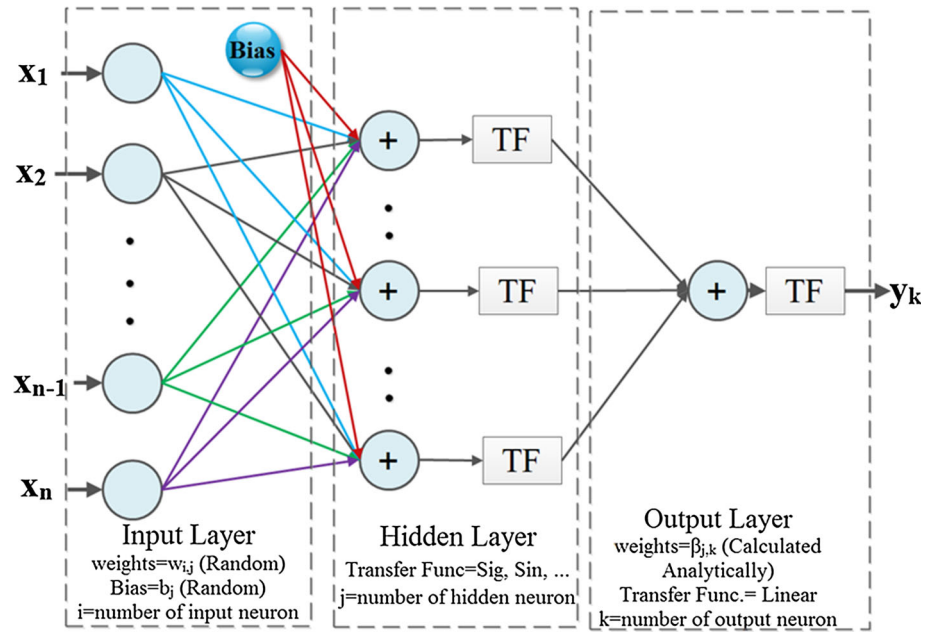 x1
x2
xn-1
xn
Bias
+
TF
+
TF
+
TF
+
TF
yk
Input Layer
weights=wi,j (Random)
Bias=bj (Random)
i=number of input neuron
Hidden Layer
Transfer Func=Sig, Sin, ...
j=number of hidden neuron
Output Layer
weights=βj,k (Calculated
Analytically)
Transfer Func.= Linear
k=number of output neuron